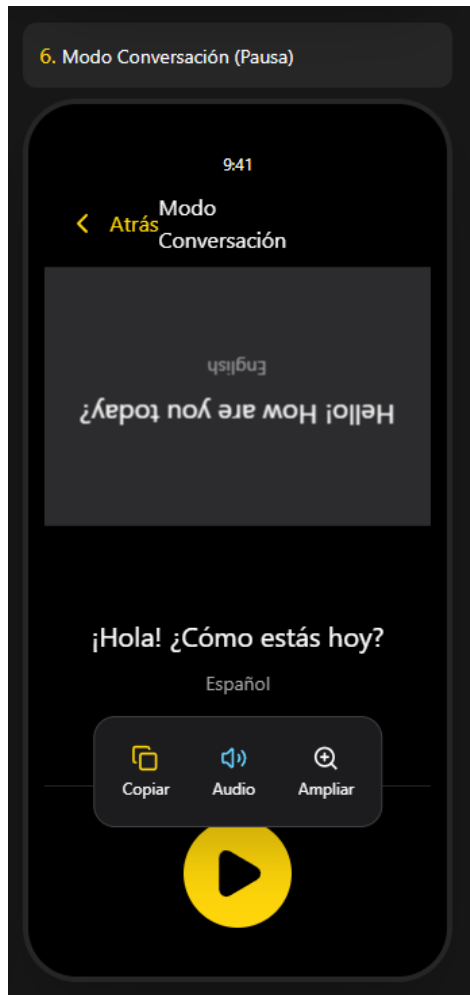 6. Modo Conversación (Pausa)
9:41
Atrás
Modo
Conversación
English
Hello! How are you today?
¡Hola! ¿Cómo estás hoy?
Español
Copiar Audio Ampliar